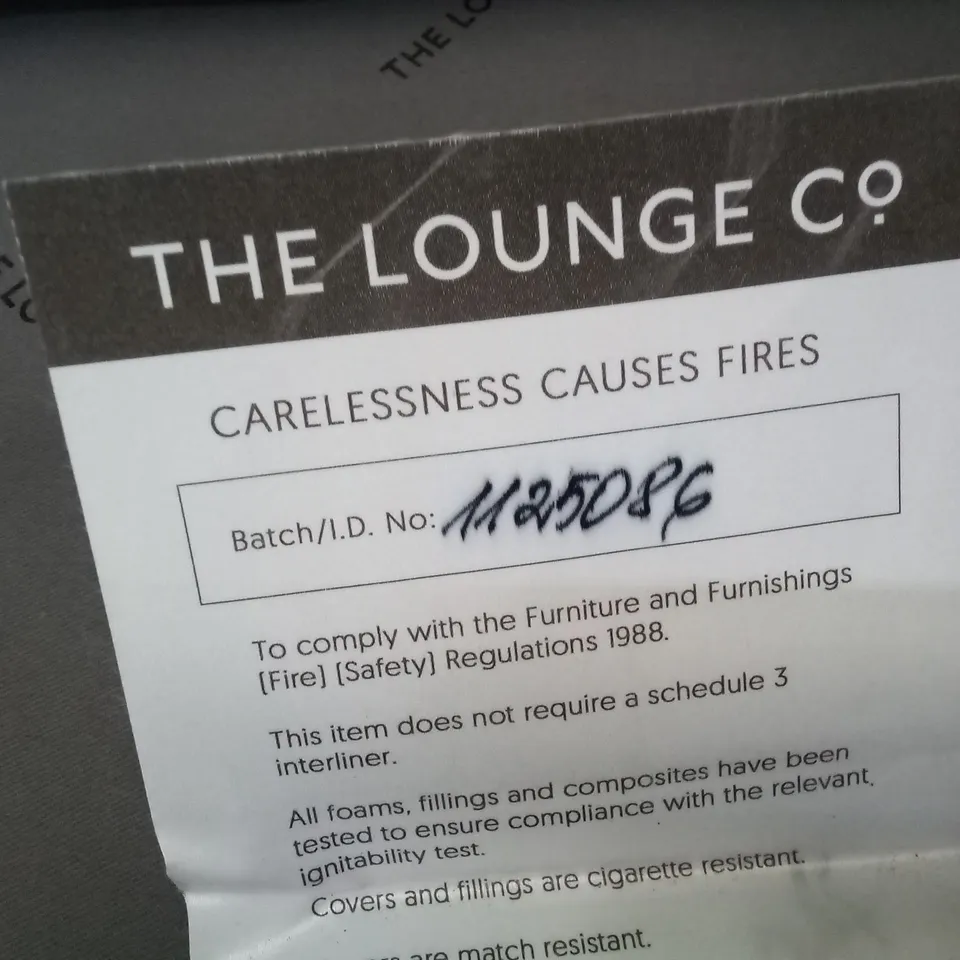 THE LO
THE LOUNGE Cº
CARELESSNESS CAUSES FIRES
Batch/I.D. No: 1125086
To comply with the Furniture and Furnishings
[Fire] [Safety] Regulations 1988.
This item does not require a schedule 3
interliner.
All foams, fillings and composites have been
tested to ensure compliance with the relevant
ignitability test.
Covers and fillings are cigarette resistant.
are match resistant.